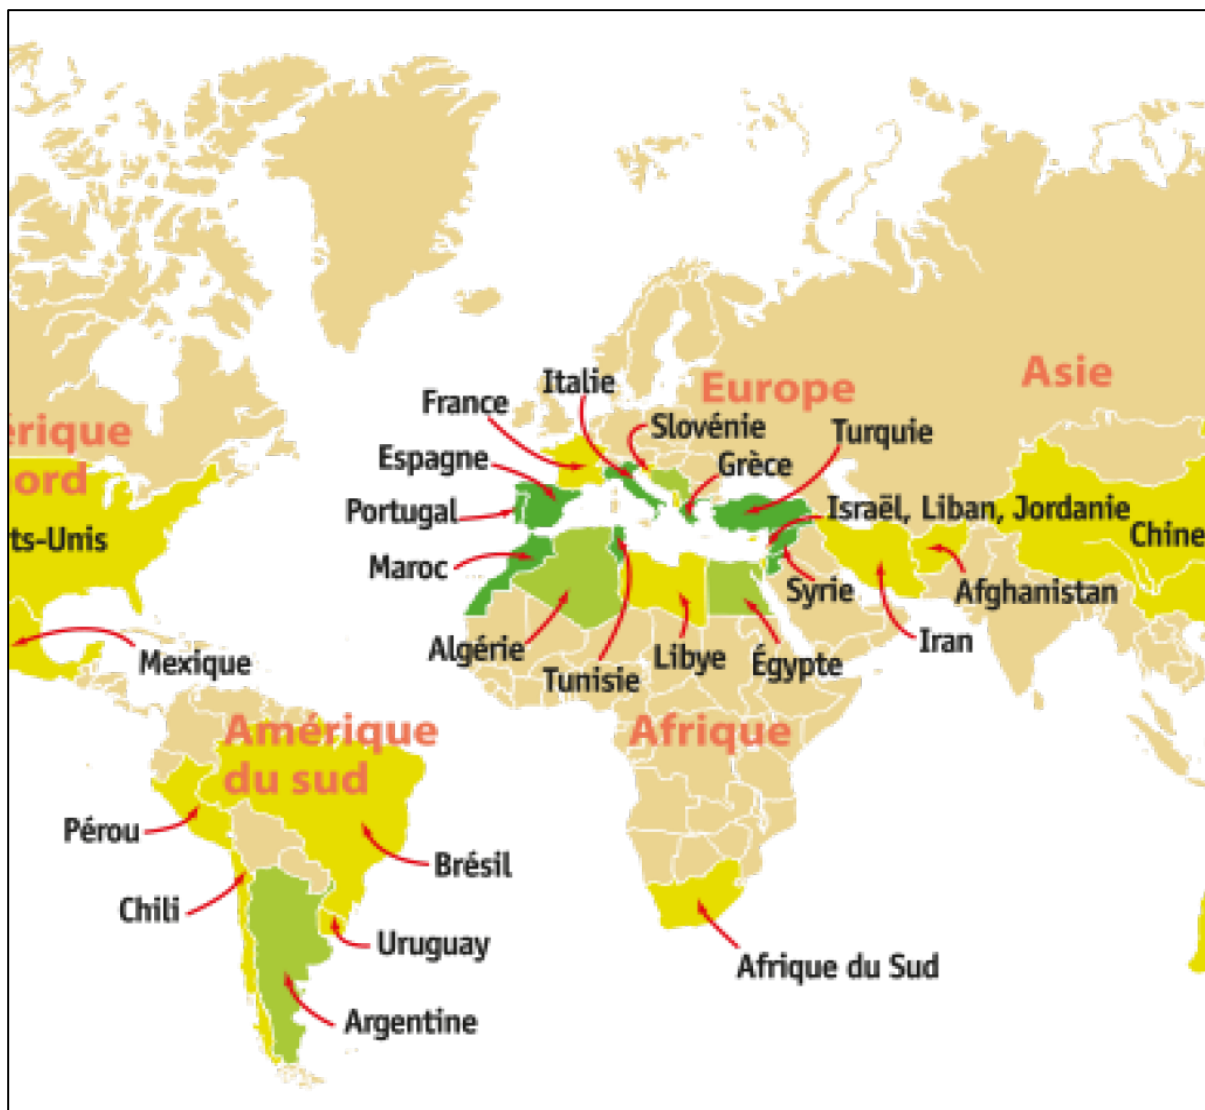 Italie
Europe
Asie
France
érique
Slovénie
Turquie
Espagne
Grèce
ord
Portugal
Israël, Liban, Jordanie
ts-Unis
Chine
Maroc
Syrie
Afghanistan
Algérie
Libye
Égypte
Iran
Mexique
Tunisie
Amérique
du sud
Afrique
Pérou
Brésil
Chili
Uruguay
Afrique du Sud
Argentine